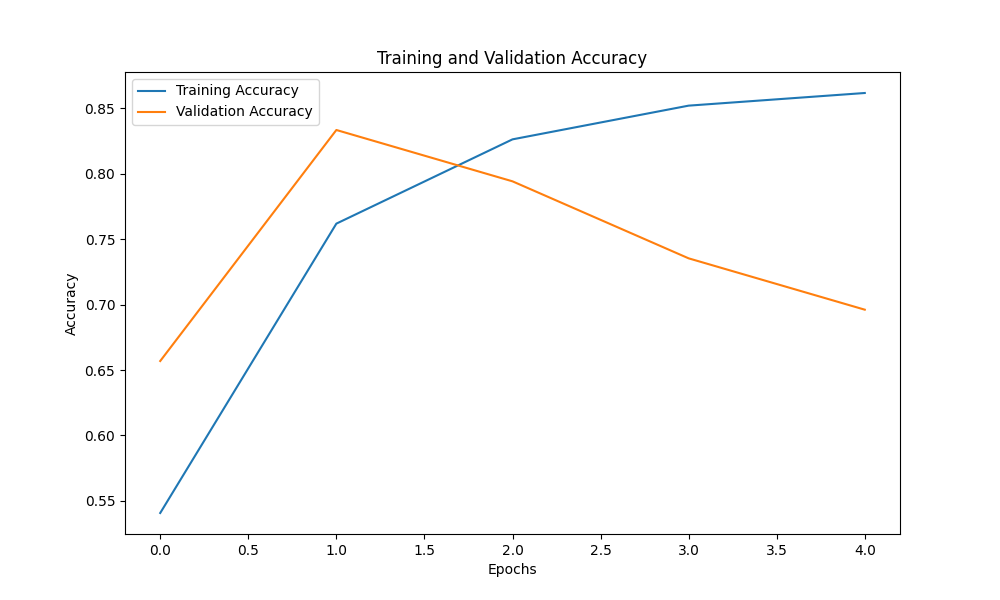 Training and Validation Accuracy
Training Accuracy
Validation Accuracy
0.85
0.80
0.75
0.70
0.65
0.60
0.55
Accuracy
0.0 0.5 1.0 1.5 2.0 2.5 3.0 3.5 4.0
Epochs